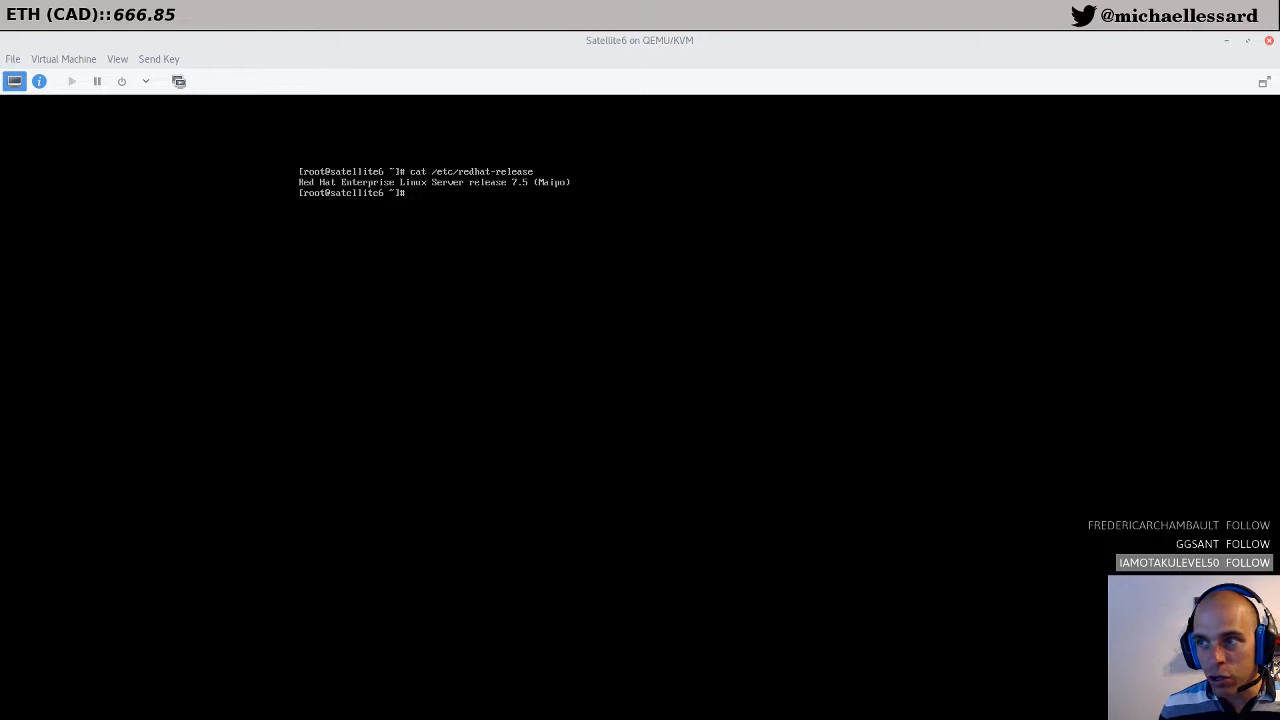 ETH (CAD)::666.85
@michaellessard
Satellite6 on QEMU/KVM
File Virtual Machine View Send Key
[root@satellite6 ~]# cat /etc/redhat-release
Red Hat Enterprise Linux Server release 7.5 (Maipo)
[root@satellite6 ~]#
FREDERICARCHAMBAULT FOLLOW
GGSANT FOLLOW
IAMOTAKULEVEL50 FOLLOW